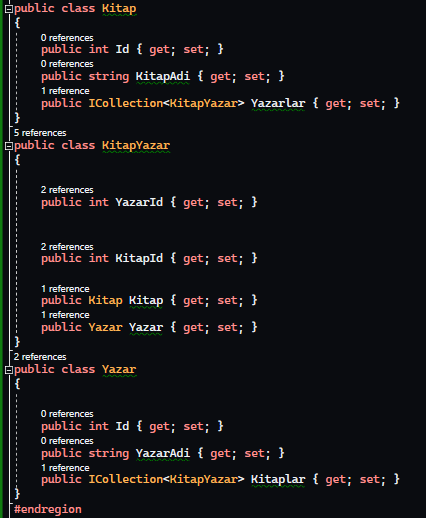 public class Kitap
{
0 references
public int Id { get; set; }
0 references
public string KitapAdi { get; set; }
1 reference
public ICollection<KitapYazar> Yazarlar { get; set; }
}
5 references
public class KitapYazar
{
2 references
public int YazarId { get; set; }
2 references
public int KitapId { get; set; }
1 reference
public Kitap Kitap { get; set; }
1 reference
public Yazar Yazar { get; set; }
}
2 references
public class Yazar
{
0 references
public int Id { get; set; }
0 references
public string YazarAdi { get; set; }
1 reference
public ICollection<KitapYazar> Kitaplar { get; set; }
}
#endregion